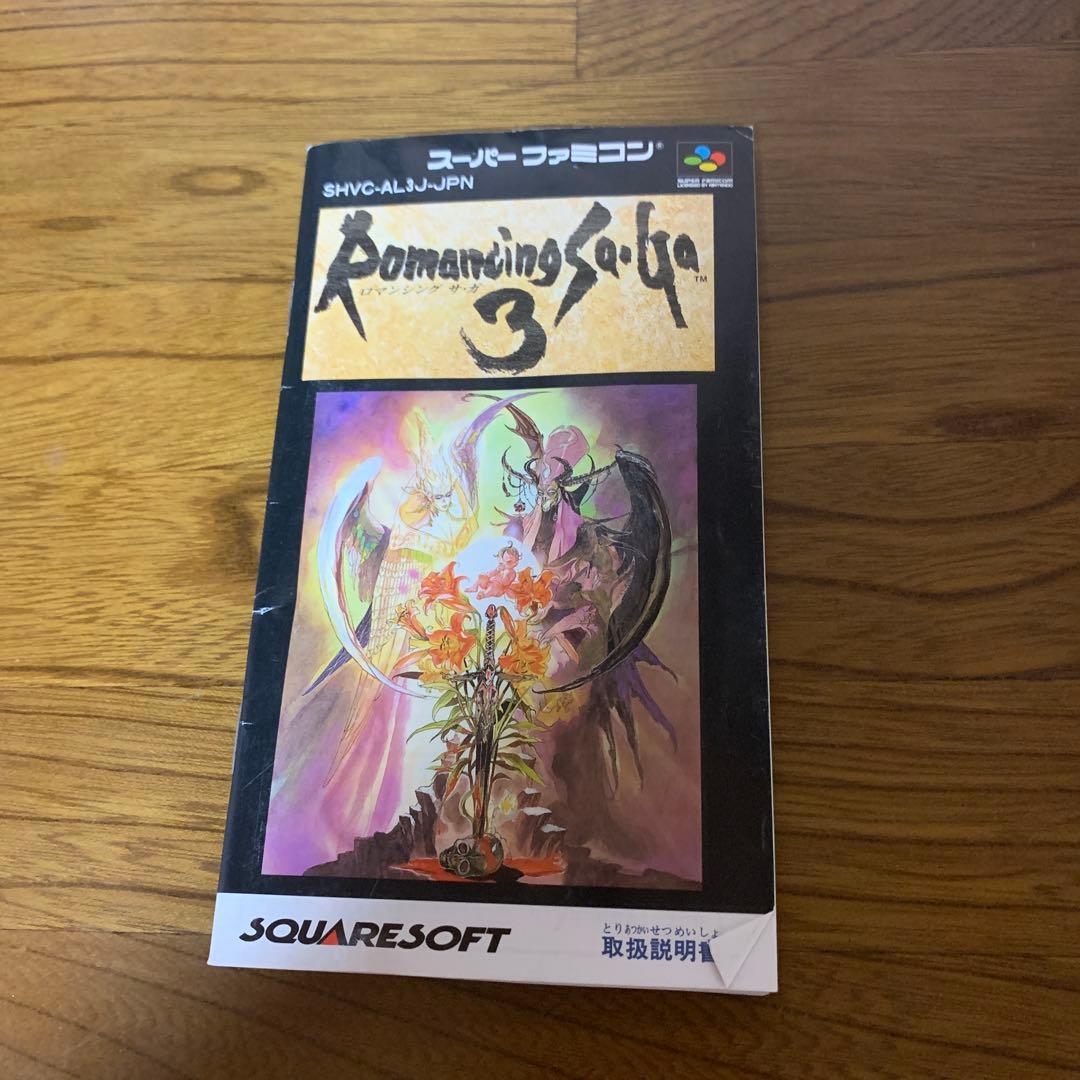 スーパーファミコン®
SUPER FAMICOM
LICENSED BY NINTENDO
SHVC-AL3J-JPN
Romancing Sa・Ga
ロマンシング サ・ガ
TM
3
SQUARESOFT
とりあつかいせつめいしょ
取扱説明書